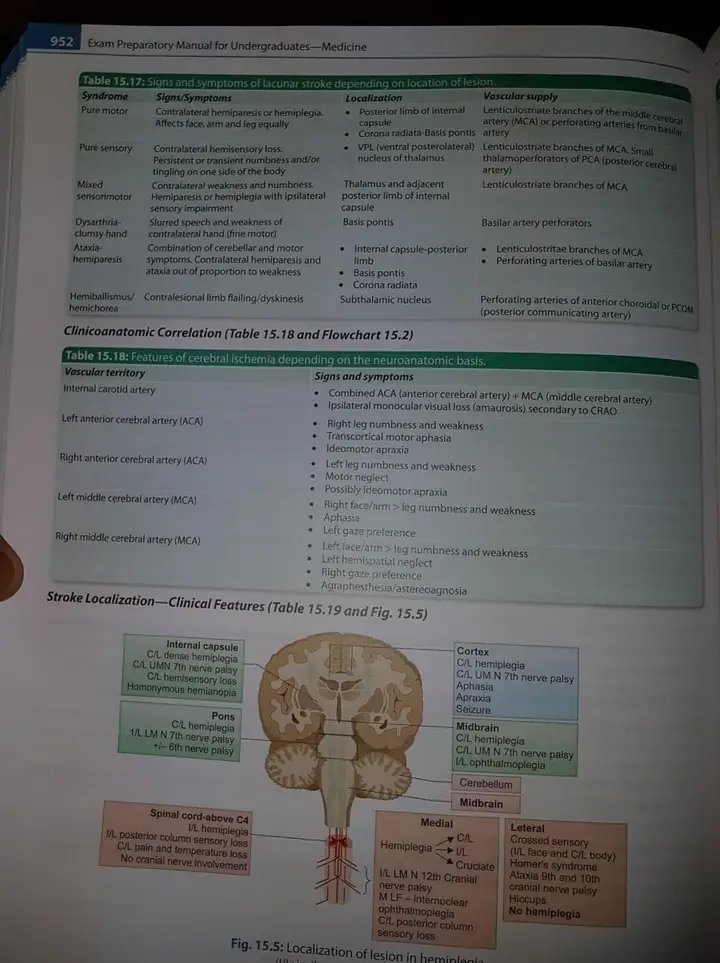 952 Exam Preparatory Manual for Undergraduates—Medicine
Table 15.17: Signs and symptoms of lacunar stroke depending on location of lesion.
Syndrome Signs/Symptoms Localization Vascular supply
Pure motor Contralateral hemiparesis or hemiplegia. • Posterior limb of internal Lenticulostriate branches of the middle cerebral
Affects face, arm and leg equally capsule artery (MCA) or perforating arteries from basilar
• Corona radiata-Basis pontis artery
Pure sensory Contralateral hemisensory loss. • VPL (ventral posterolateral) Lenticulostriate branches of MCA. Small
Persistent or transient numbness and/or nucleus of thalamus thalamoperforators of PCA (posterior cerebral
tingling on one side of the body artery)
Mixed Contralateral weakness and numbness. Thalamus and adjacent Lenticulostriate branches of MCA
sensorimotor Hemiparesis or hemiplegia with ipsilateral posterior limb of internal
sensory impairment capsule
Dysarthria- Slurred speech and weakness of Basis pontis Basilar artery perforators
clumsy hand contralateral hand (fine motor)
Ataxia- Combination of cerebellar and motor • Internal capsule-posterior • Lenticulostritae branches of MCA
hemiparesis symptoms. Contralateral hemiparesis and limb • Perforating arteries of basilar artery
ataxia out of proportion to weakness • Basis pontis
• Corona radiata
Hemiballismus/ Contralesional limb flailing/dyskinesis Subthalamic nucleus Perforating arteries of anterior choroidal or PCOM
hemichorea (posterior communicating artery)
Clinicoanatomic Correlation (Table 15.18 and Flowchart 15.2)
Table 15.18: Features of cerebral ischemia depending on the neuroanatomic basis.
Vascular territory Signs and symptoms
Internal carotid artery • Combined ACA (anterior cerebral artery) + MCA (middle cerebral artery)
• Ipsilateral monocular visual loss (amaurosis) secondary to CRAO
Left anterior cerebral artery (ACA) • Right leg numbness and weakness
• Transcortical motor aphasia
• Ideomotor apraxia
Right anterior cerebral artery (ACA) • Left leg numbness and weakness
• Motor neglect
• Possibly ideomotor apraxia
Left middle cerebral artery (MCA) • Right face/arm > leg numbness and weakness
• Aphasia
• Left gaze preference
Right middle cerebral artery (MCA) • Left face/arm > leg numbness and weakness
• Left hemispatial neglect
• Right gaze preference
• Agraphesthesia/astereoagnosia
Stroke Localization—Clinical Features (Table 15.19 and Fig. 15.5)
Internal capsule
C/L dense hemiplegia
C/L UMN 7th nerve palsy
C/L hemisensory loss
Homonymous hemianopia
Cortex
C/L hemiplegia
C/L UM N 7th nerve palsy
Aphasia
Apraxia
Seizure
Pons
C/L hemiplegia
1/L LM N 7th nerve palsy
+/– 6th nerve palsy
Midbrain
C/L hemiplegia
C/L UM N 7th nerve palsy
I/L ophthalmoplegia
Cerebellum
Midbrain
Spinal cord-above C4
I/L hemiplegia
I/L posterior column sensory loss
C/L pain and temperature loss
No cranial nerve involvement
Medial
Hemiplegia C/L
I/L
Cruciate
I/L LM N 12th Cranial
nerve palsy
M LF – internuclear
ophthalmoplegia
C/L posterior column
sensory loss
Leteral
Crossed sensory
(I/L face and C/L body)
Horner's syndrome
Ataxia 9th and 10th
cranial nerve palsy
Hiccups
No hemiplegia
Fig. 15.5: Localization of lesion in hemiplegia